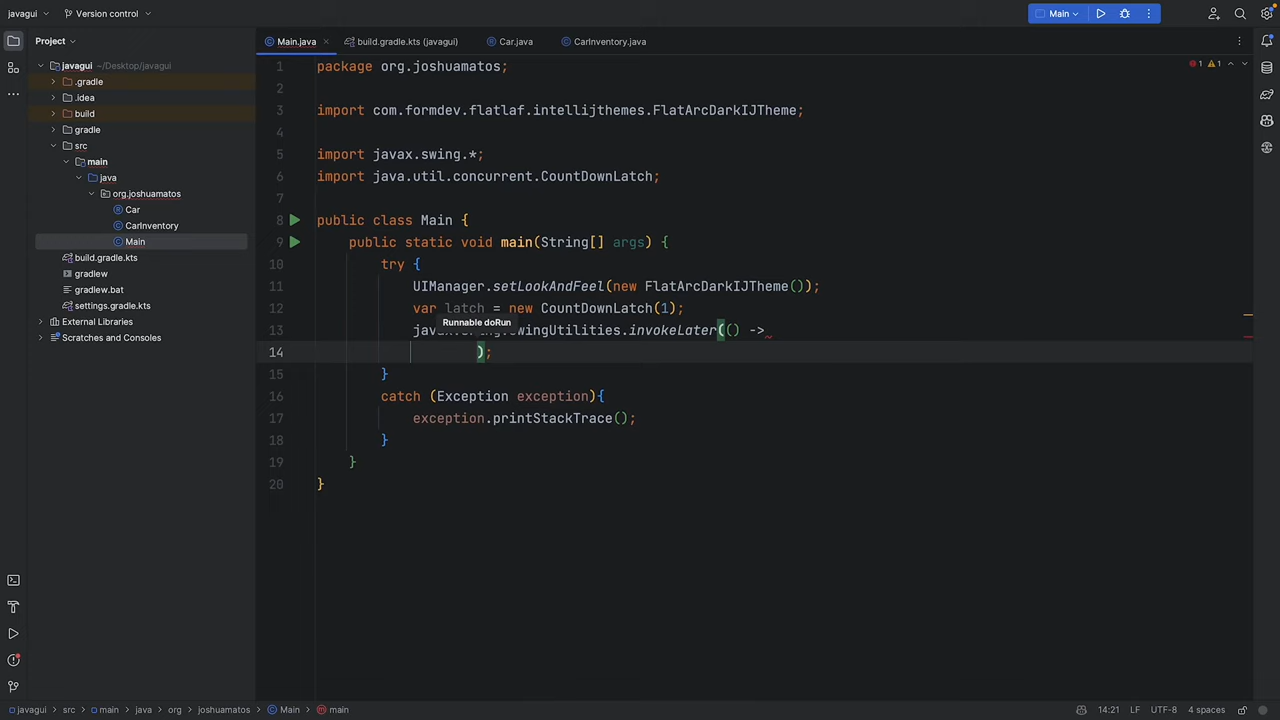 javagui
Version control
Main
Project
Main.java
build.gradle.kts (javagui)
Car.java
CarInventory.java
javagui ~/Desktop/javagui
.gradle
.idea
build
gradle
src
main
java
org.joshuamatos
Car
CarInventory
Main
build.gradle.kts
gradlew
gradlew.bat
settings.gradle.kts
External Libraries
Scratches and Consoles
1 package org.joshuamatos;
2
3 import com.formdev.flatlaf.intellijthemes.FlatArcDarkIJTheme;
4
5 import javax.swing.*;
6 import java.util.concurrent.CountDownLatch;
7
8 public class Main {
9 public static void main(String[] args) {
10 try {
11 UIManager.setLookAndFeel(new FlatArcDarkIJTheme());
12 var latch = new CountDownLatch(1);
Runnable doRun
13 javax.swing.SwingUtilities.invokeLater(() ->
14 );
15 }
16 catch (Exception exception){
17 exception.printStackTrace();
18 }
19 }
20 }
1 1
javagui > src > main > java > org > joshuamatos > Main > main
14:21 LF UTF-8 4 spaces